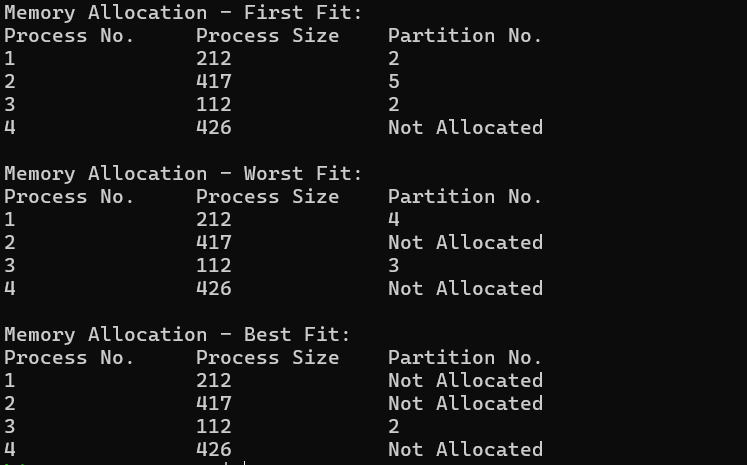 Memory Allocation - First Fit:
Process No.     Process Size    Partition No.
1               212             2
2               417             5
3               112             2
4               426             Not Allocated

Memory Allocation - Worst Fit:
Process No.     Process Size    Partition No.
1               212             4
2               417             Not Allocated
3               112             3
4               426             Not Allocated

Memory Allocation - Best Fit:
Process No.     Process Size    Partition No.
1               212             Not Allocated
2               417             Not Allocated
3               112             2
4               426             Not Allocated